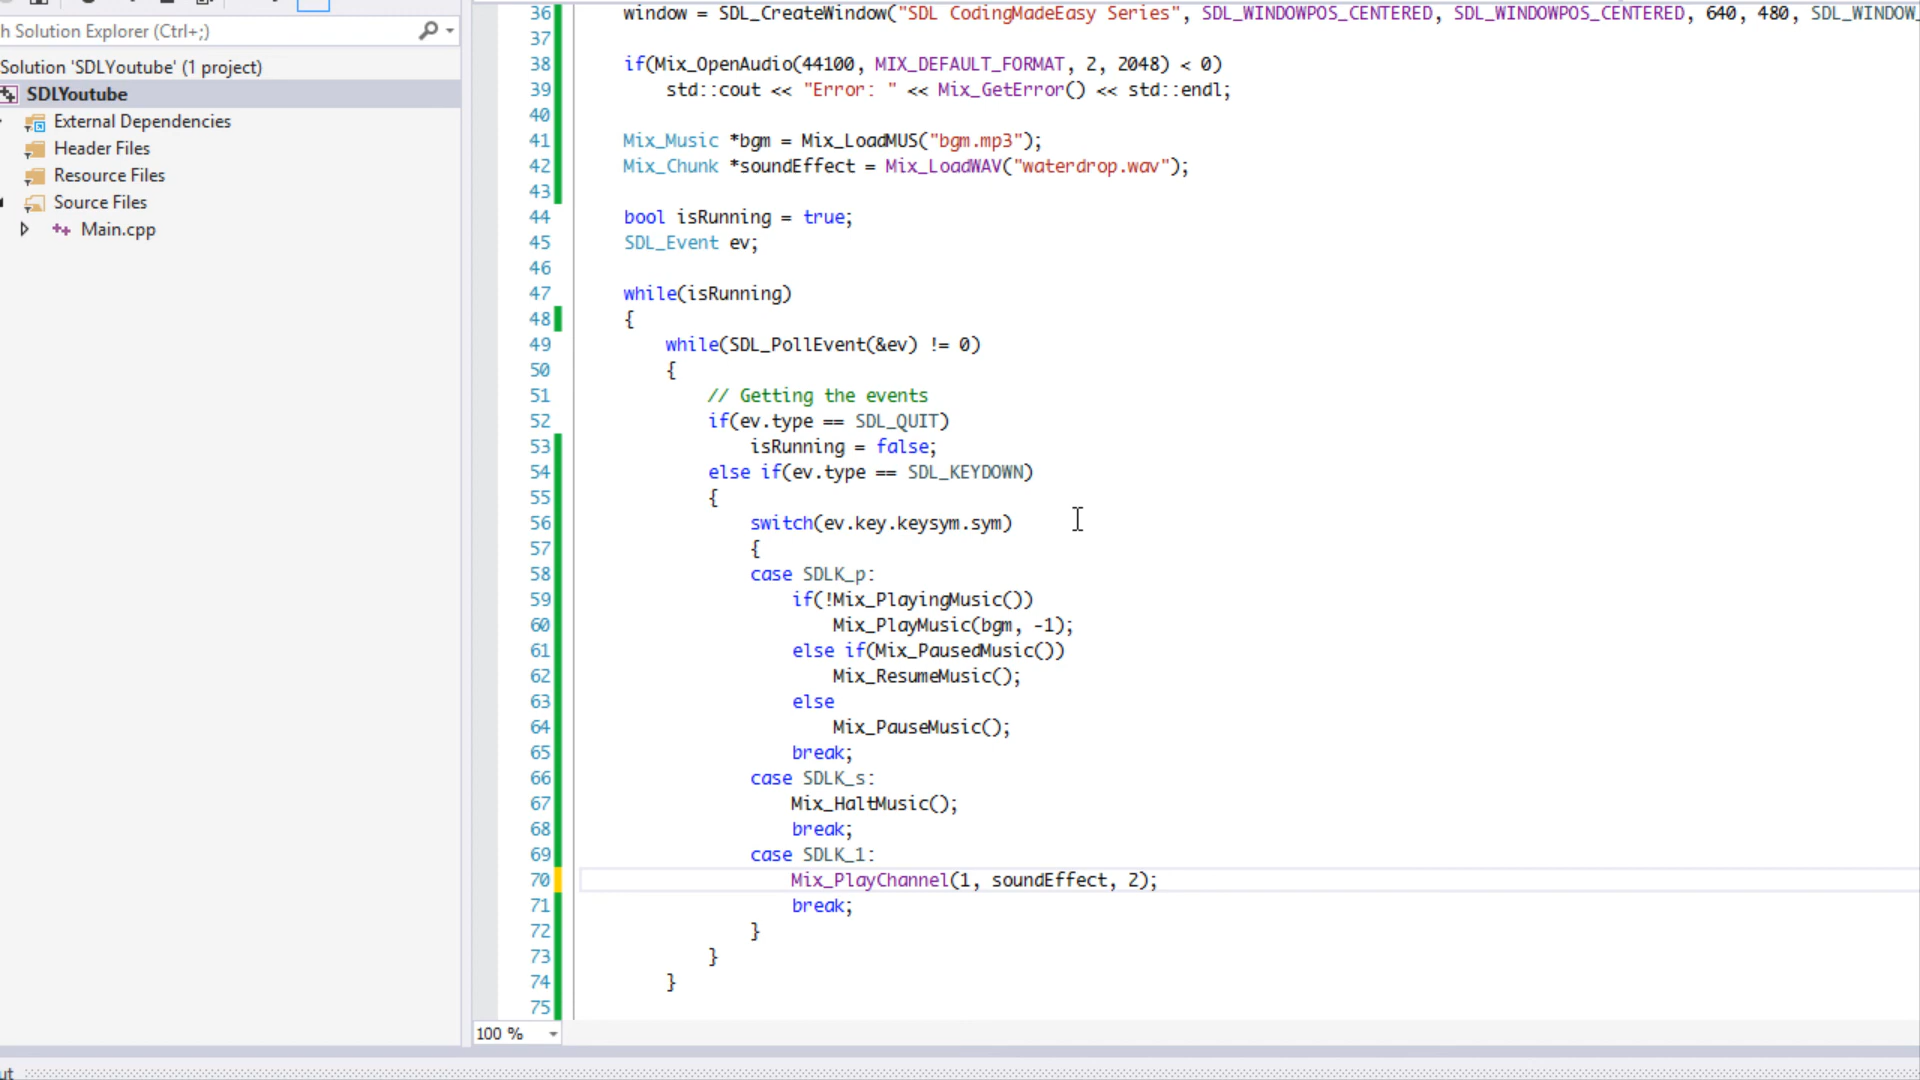 h Solution Explorer (Ctrl+;)
Solution 'SDLYoutube' (1 project)
SDLYoutube
External Dependencies
Header Files
Resource Files
Source Files
Main.cpp
36 window = SDL_CreateWindow("SDL CodingMadeEasy Series", SDL_WINDOWPOS_CENTERED, SDL_WINDOWPOS_CENTERED, 640, 480, SDL_WINDOW_
37
38 if(Mix_OpenAudio(44100, MIX_DEFAULT_FORMAT, 2, 2048) < 0)
39 std::cout << "Error: " << Mix_GetError() << std::endl;
40
41 Mix_Music *bgm = Mix_LoadMUS("bgm.mp3");
42 Mix_Chunk *soundEffect = Mix_LoadWAV("waterdrop.wav");
43
44 bool isRunning = true;
45 SDL_Event ev;
46
47 while(isRunning)
48 {
49 while(SDL_PollEvent(&ev) != 0)
50 {
51 // Getting the events
52 if(ev.type == SDL_QUIT)
53 isRunning = false;
54 else if(ev.type == SDL_KEYDOWN)
55 {
56 switch(ev.key.keysym.sym)
57 {
58 case SDLK_p:
59 if(!Mix_PlayingMusic())
60 Mix_PlayMusic(bgm, -1);
61 else if(Mix_PausedMusic())
62 Mix_ResumeMusic();
63 else
64 Mix_PauseMusic();
65 break;
66 case SDLK_s:
67 Mix_HaltMusic();
68 break;
69 case SDLK_1:
70 Mix_PlayChannel(1, soundEffect, 2);
71 break;
72 }
73 }
74 }
75
100 %
ut